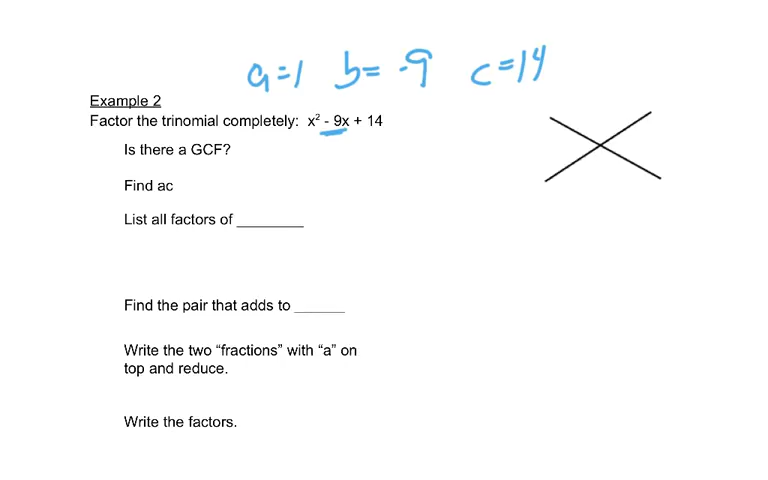 a=1 b=-9 c=14
Example 2
Factor the trinomial completely: x² - 9x + 14
Is there a GCF?
Find ac
List all factors of ________
Find the pair that adds to ______
Write the two “fractions” with “a” on
top and reduce.
Write the factors.